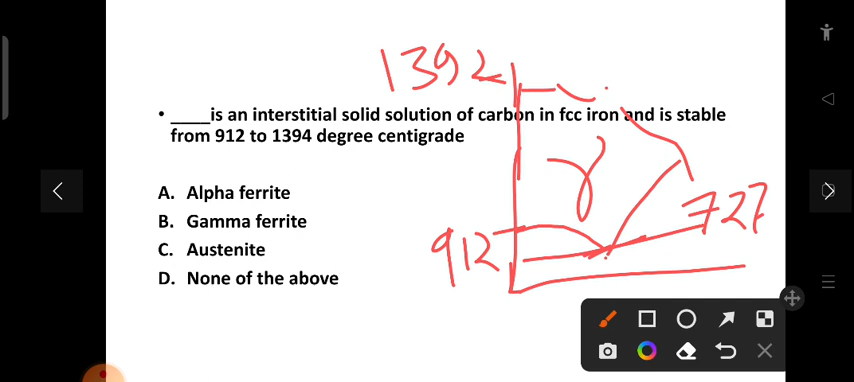 1392
• ____is an interstitial solid solution of carbon in fcc iron and is stable
from 912 to 1394 degree centigrade
γ
727
912
A. Alpha ferrite
B. Gamma ferrite
C. Austenite
D. None of the above